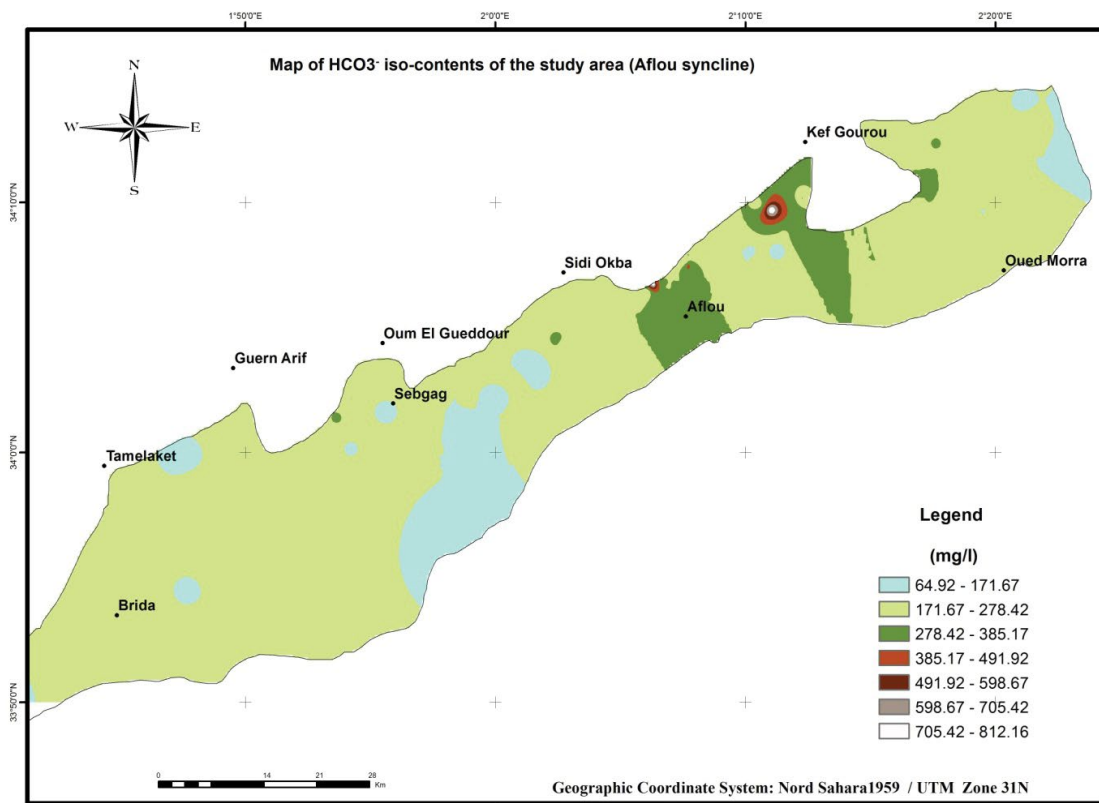 1°50'0"E 2°0'0"E 2°10'0"E 2°20'0"E
Map of HCO3⁻ iso-contents of the study area (Aflou syncline)
N
W E
S
34°10'0"N
34°0'0"N
33°50'0"N
Kef Gourou
Sidi Okba
Oued Morra
Aflou
Oum El Gueddour
Guern Arif
Sebgag
Tamelaket
Brida
Legend
(mg/l)
64.92 - 171.67
171.67 - 278.42
278.42 - 385.17
385.17 - 491.92
491.92 - 598.67
598.67 - 705.42
705.42 - 812.16
0 14 21 28
Km
Geographic Coordinate System: Nord Sahara1959 / UTM Zone 31N